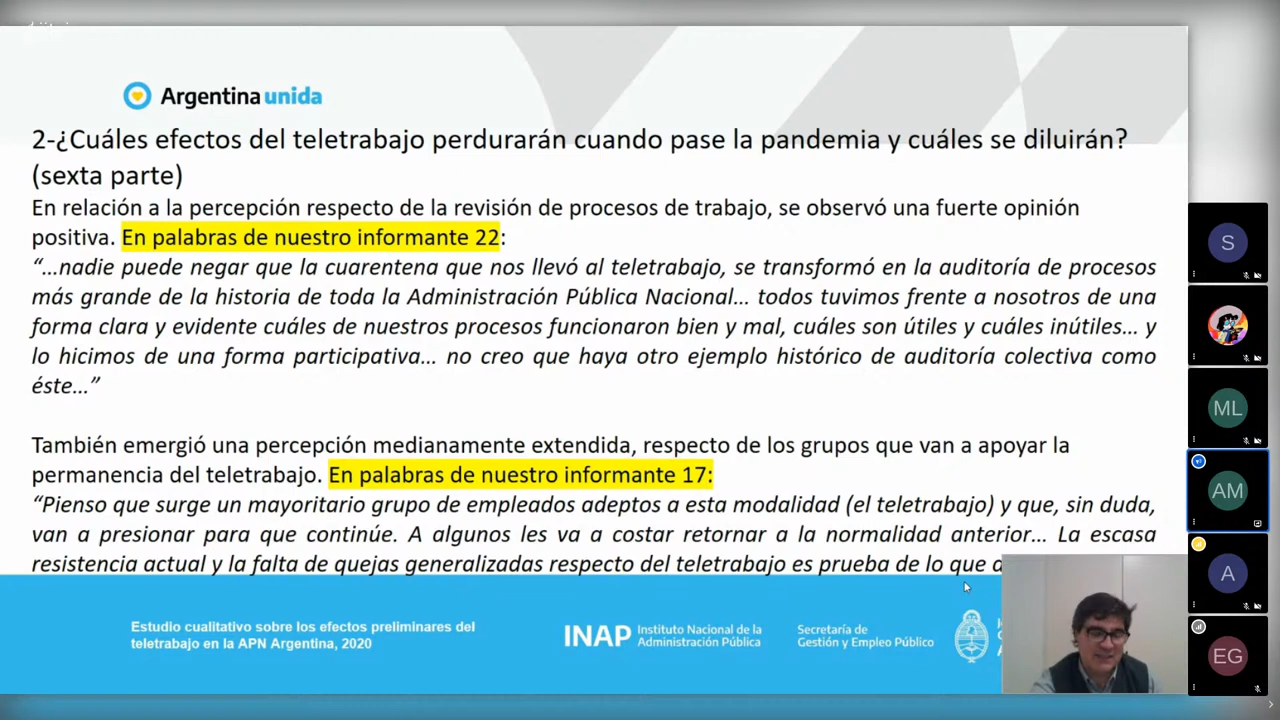 Argentina unida
2-¿Cuáles efectos del teletrabajo perdurarán cuando pase la pandemia y cuáles se diluirán?
(sexta parte)
En relación a la percepción respecto de la revisión de procesos de trabajo, se observó una fuerte opinión
positiva. En palabras de nuestro informante 22:
“…nadie puede negar que la cuarentena que nos llevó al teletrabajo, se transformó en la auditoría de procesos
más grande de la historia de toda la Administración Pública Nacional… todos tuvimos frente a nosotros de una
forma clara y evidente cuáles de nuestros procesos funcionaron bien y mal, cuáles son útiles y cuáles inútiles… y
lo hicimos de una forma participativa… no creo que haya otro ejemplo histórico de auditoría colectiva como
éste…”
También emergió una percepción medianamente extendida, respecto de los grupos que van a apoyar la
permanencia del teletrabajo. En palabras de nuestro informante 17:
“Pienso que surge un mayoritario grupo de empleados adeptos a esta modalidad (el teletrabajo) y que, sin duda,
van a presionar para que continúe. A algunos les va a costar retornar a la normalidad anterior… La escasa
resistencia actual y la falta de quejas generalizadas respecto del teletrabajo es prueba de lo que
Estudio cualitativo sobre los efectos preliminares del
teletrabajo en la APN Argentina, 2020
INAP
Instituto Nacional de la
Administración Pública
Secretaría de
Gestión y Empleo Público
S
ML
AM
A
EG